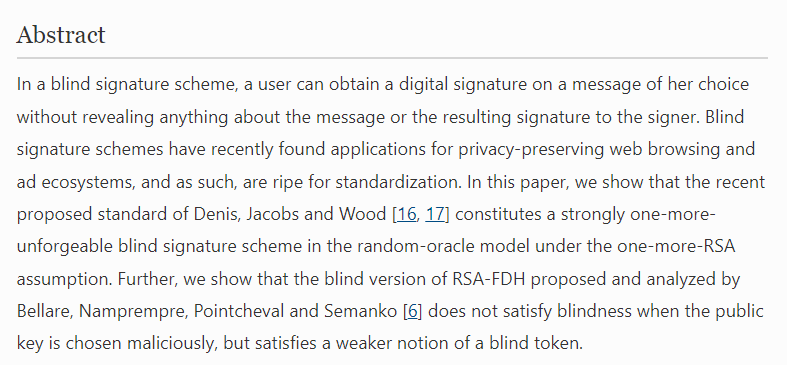 Abstract
In a blind signature scheme, a user can obtain a digital signature on a message of her choice
without revealing anything about the message or the resulting signature to the signer. Blind
signature schemes have recently found applications for privacy-preserving web browsing and
ad ecosystems, and as such, are ripe for standardization. In this paper, we show that the recent
proposed standard of Denis, Jacobs and Wood [16, 17] constitutes a strongly one-more-
unforgeable blind signature scheme in the random-oracle model under the one-more-RSA
assumption. Further, we show that the blind version of RSA-FDH proposed and analyzed by
Bellare, Namprempre, Pointcheval and Semanko [6] does not satisfy blindness when the public
key is chosen maliciously, but satisfies a weaker notion of a blind token.